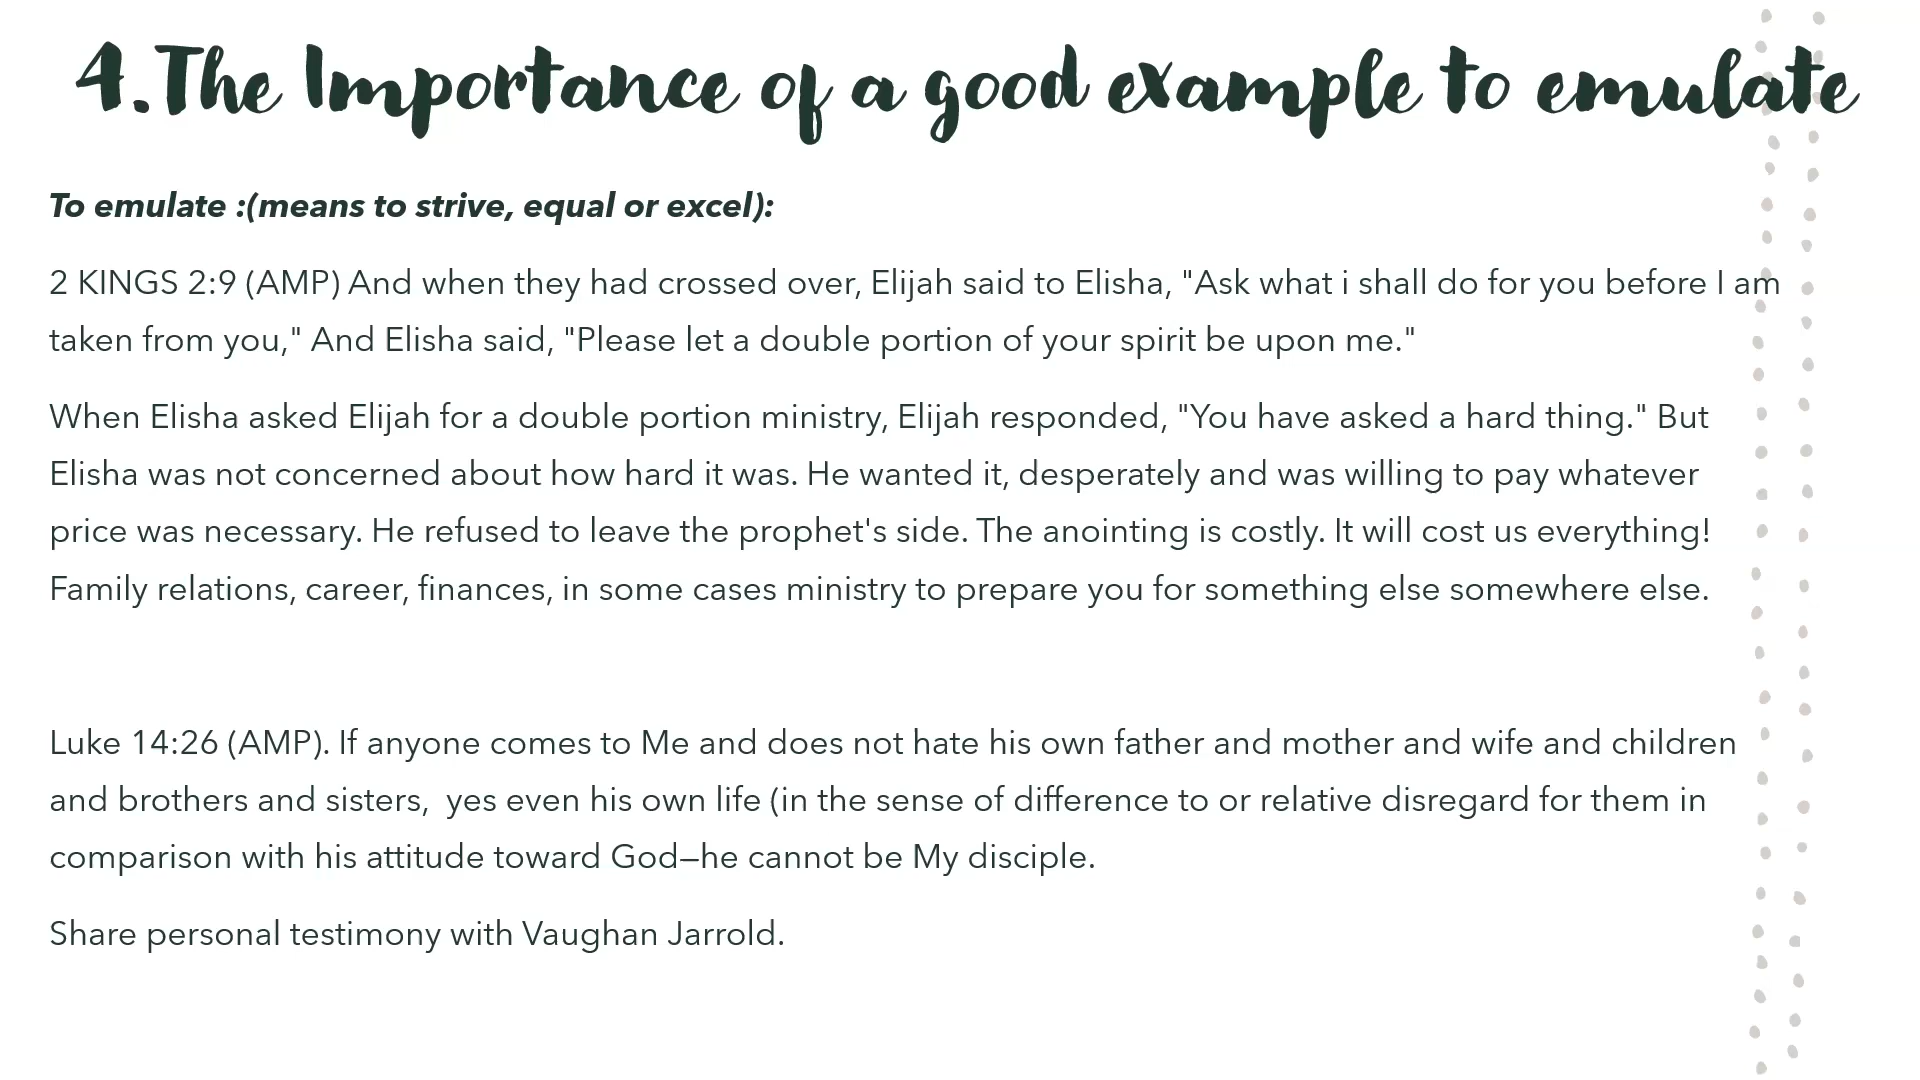 4.The Importance of a good example to emulate
To emulate :(means to strive, equal or excel):
2 KINGS 2:9 (AMP) And when they had crossed over, Elijah said to Elisha, "Ask what i shall do for you before I am
taken from you," And Elisha said, "Please let a double portion of your spirit be upon me."
When Elisha asked Elijah for a double portion ministry, Elijah responded, "You have asked a hard thing." But
Elisha was not concerned about how hard it was. He wanted it, desperately and was willing to pay whatever
price was necessary. He refused to leave the prophet's side. The anointing is costly. It will cost us everything!
Family relations, career, finances, in some cases ministry to prepare you for something else somewhere else.
Luke 14:26 (AMP). If anyone comes to Me and does not hate his own father and mother and wife and children
and brothers and sisters,  yes even his own life (in the sense of difference to or relative disregard for them in
comparison with his attitude toward God—he cannot be My disciple.
Share personal testimony with Vaughan Jarrold.